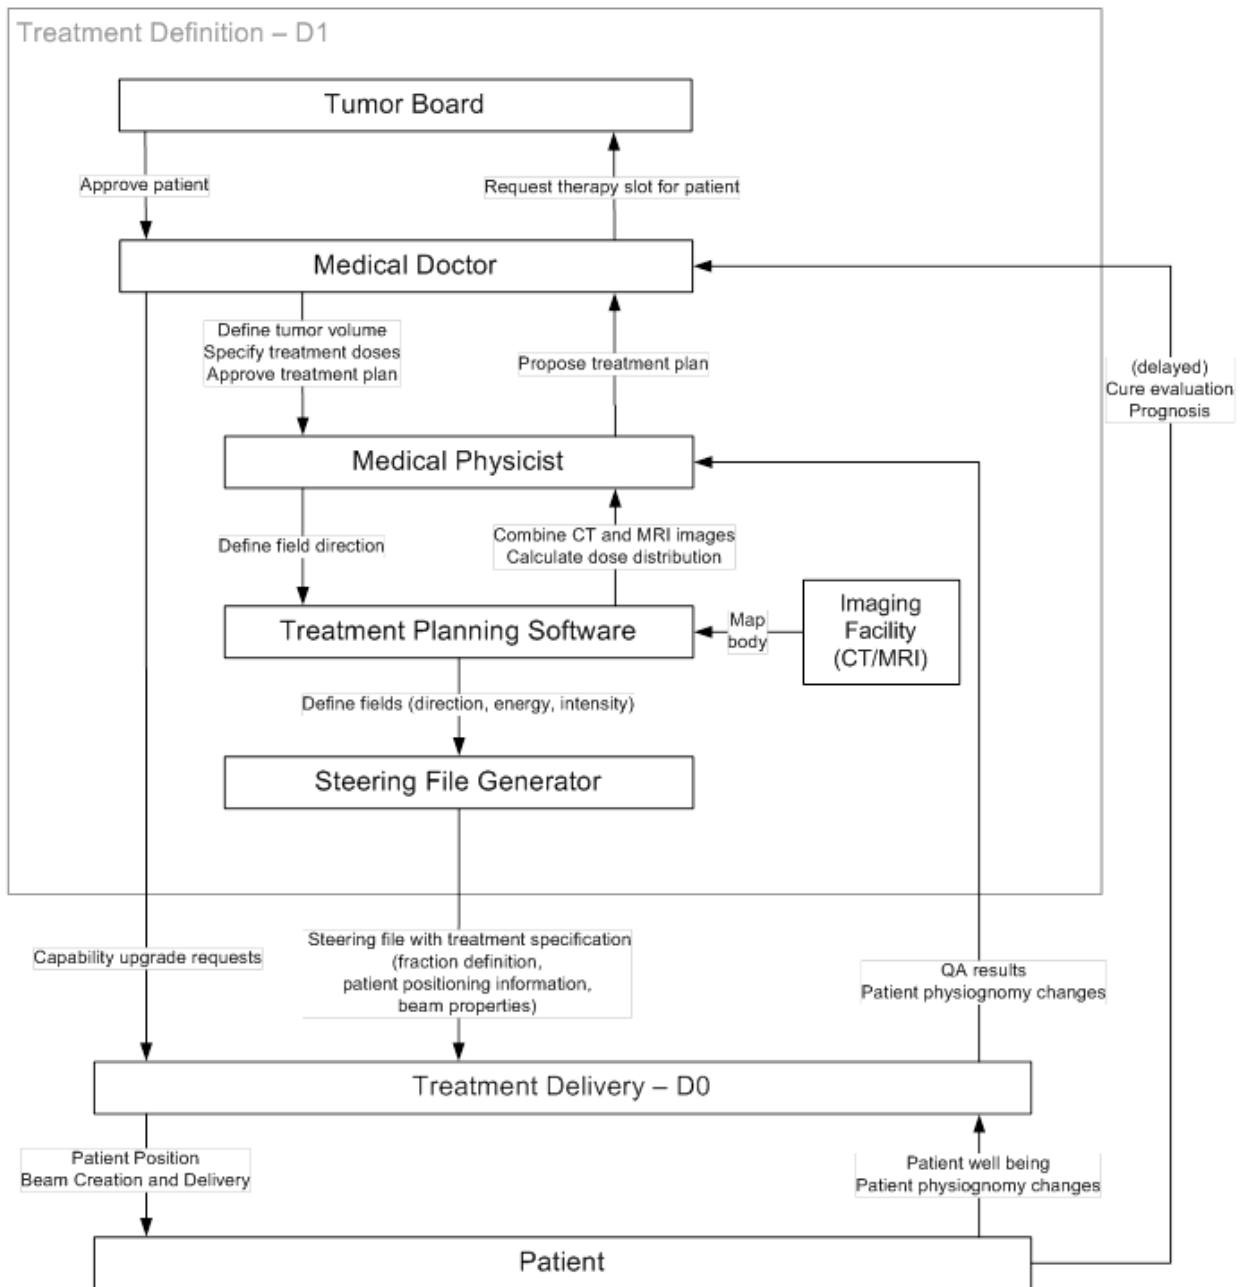 Treatment Definition – D1
Tumor Board
Approve patient
Request therapy slot for patient
Medical Doctor
Define tumor volume
Specify treatment doses
Approve treatment plan
Propose treatment plan
(delayed)
Cure evaluation
Prognosis
Medical Physicist
Define field direction
Combine CT and MRI images
Calculate dose distribution
Treatment Planning Software
Map
body
Imaging
Facility
(CT/MRI)
Define fields (direction, energy, intensity)
Steering File Generator
Capability upgrade requests
Steering file with treatment specification
(fraction definition,
patient positioning information,
beam properties)
QA results
Patient physiognomy changes
Treatment Delivery – D0
Patient Position
Beam Creation and Delivery
Patient well being
Patient physiognomy changes
Patient